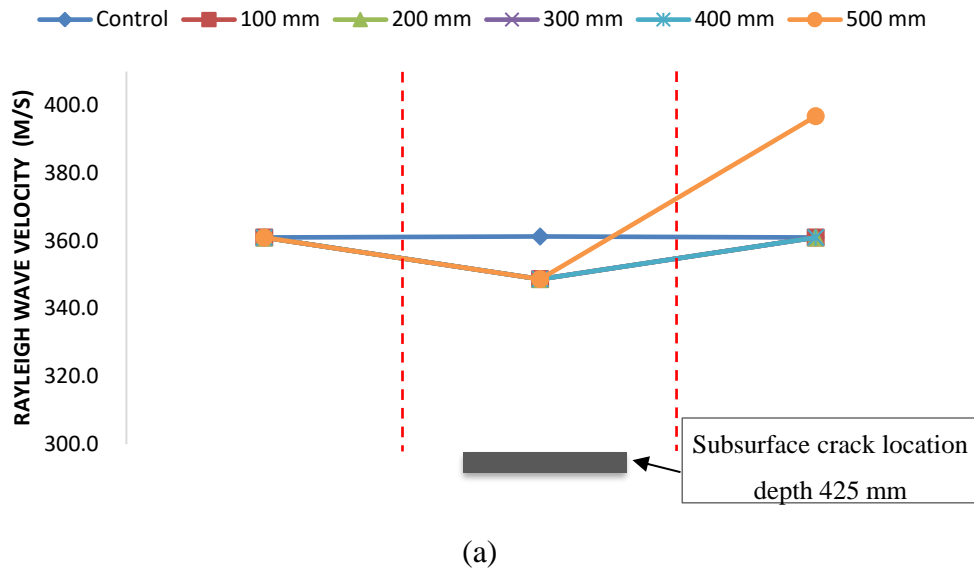 Control 100 mm 200 mm 300 mm 400 mm 500 mm
RAYLEIGH WAVE VELOCITY (M/S)
400.0
380.0
360.0
340.0
320.0
300.0
Subsurface crack location
depth 425 mm
(a)